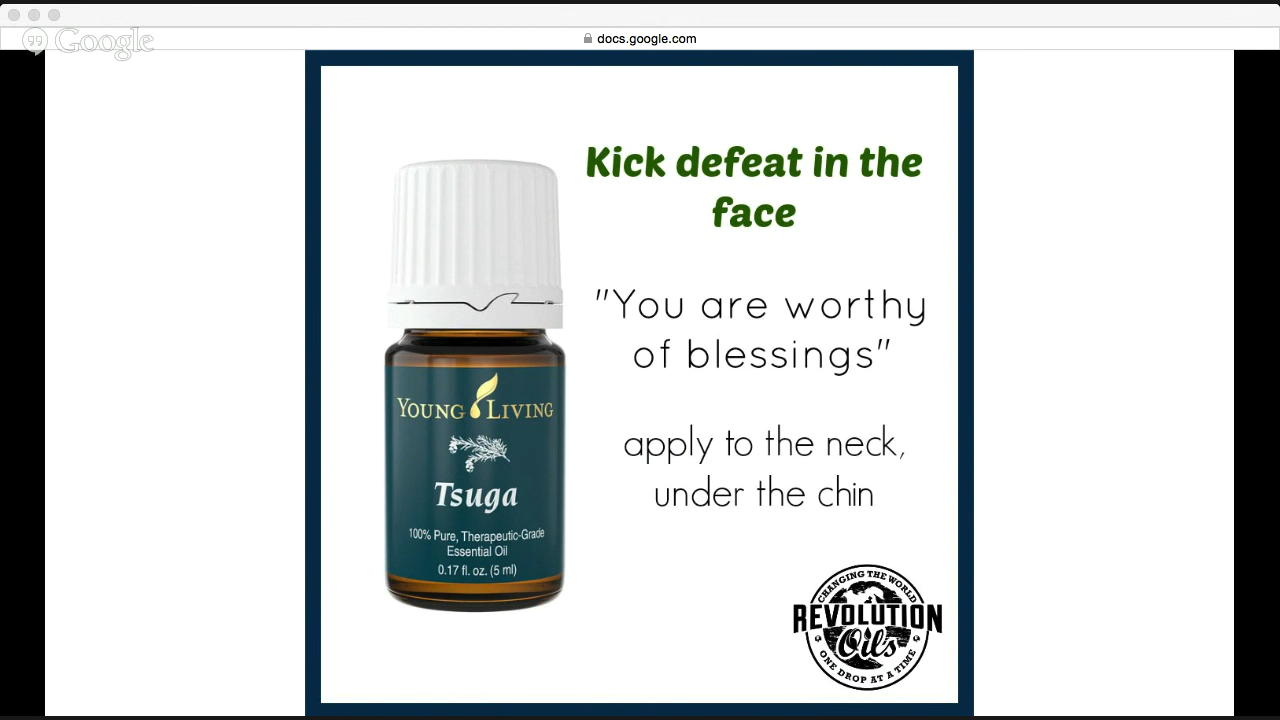 Google
docs.google.com
Kick defeat in the
face
"You are worthy
of blessings"
apply to the neck,
under the chin
YOUNG LIVING
Tsuga
100% Pure, Therapeutic-Grade
Essential Oil
0.17 fl. oz. (5 ml)
CHANGING THE WORLD
REVOLUTION
Oils
ONE DROP AT A TIME